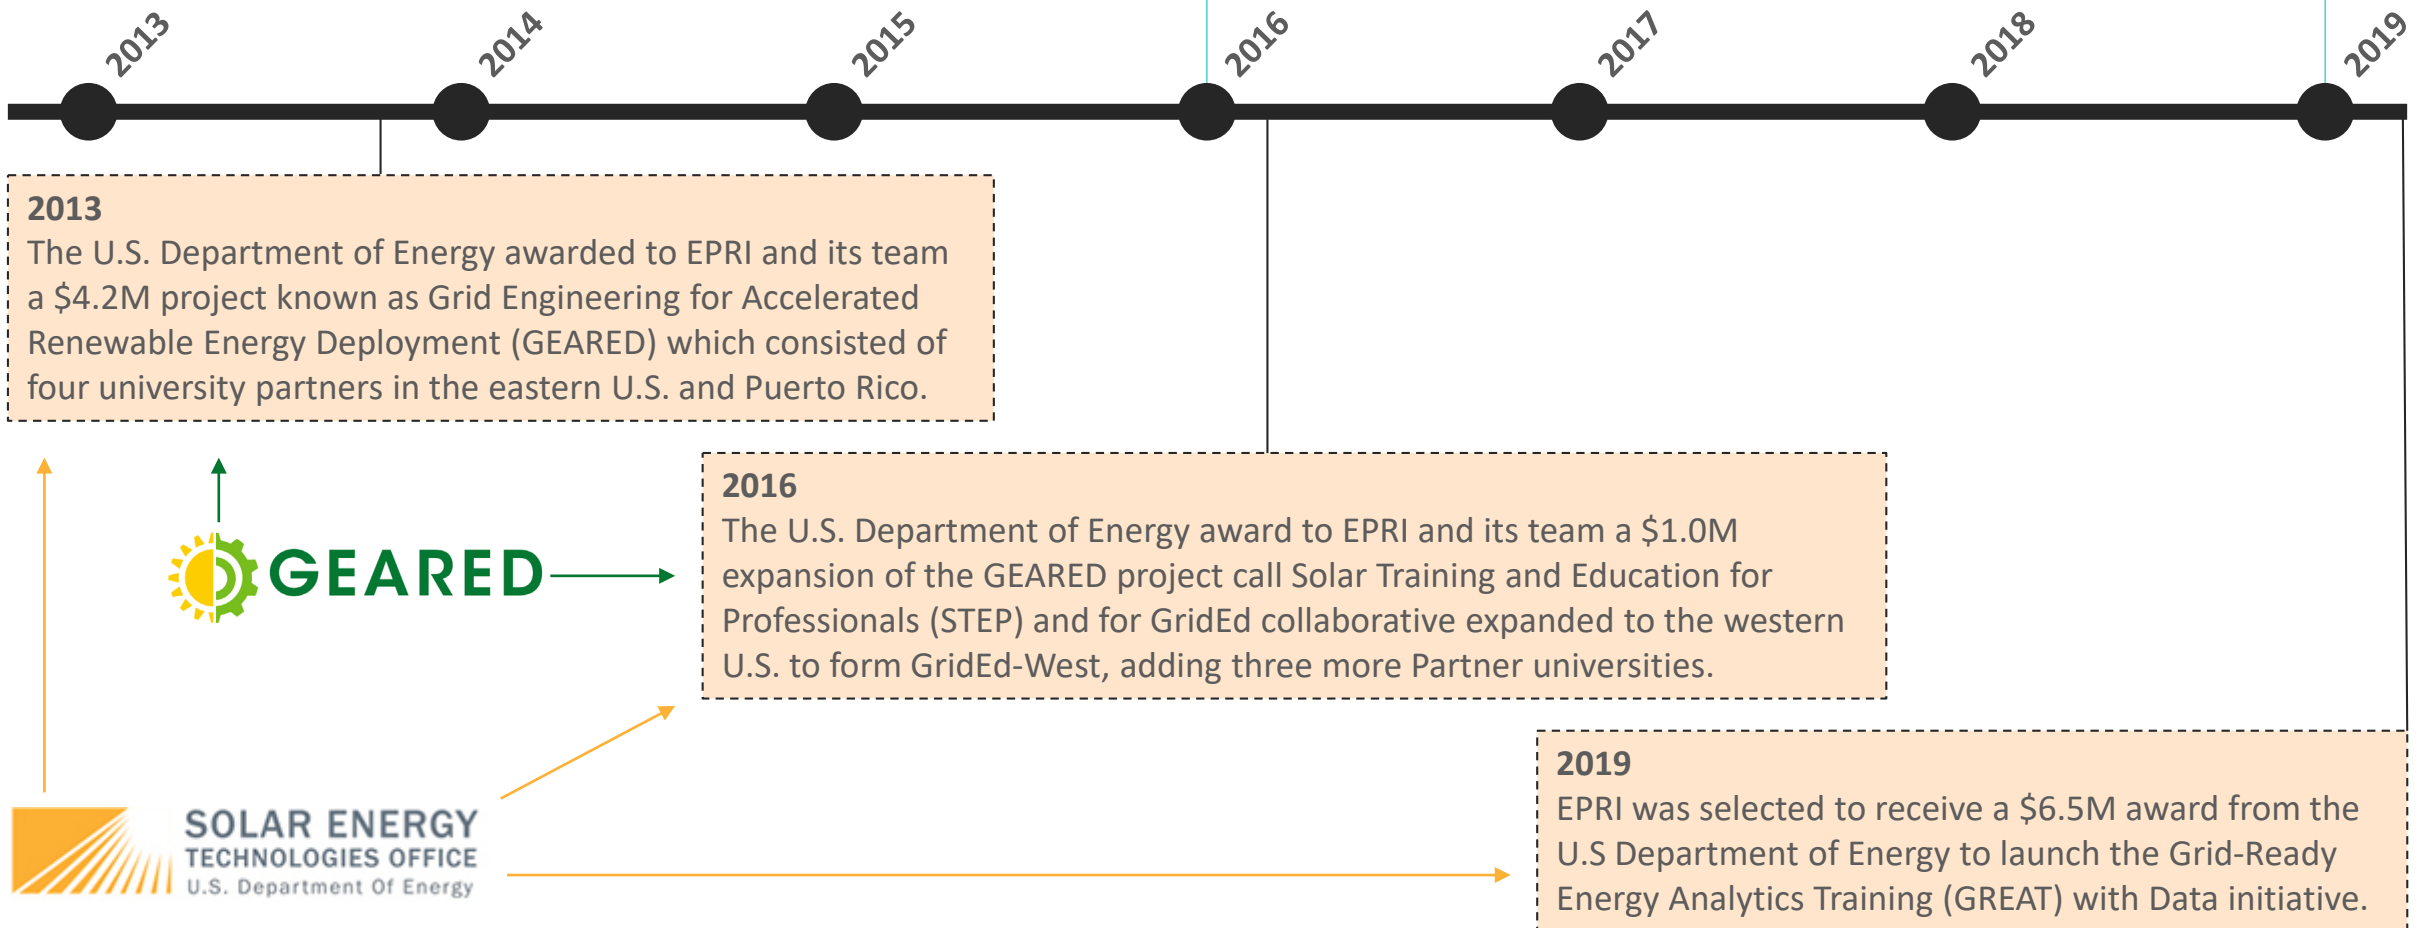 2013
2014
2015
2016
2017
2018
2019
2013
The U.S. Department of Energy awarded to EPRI and its team
a $4.2M project known as Grid Engineering for Accelerated
Renewable Energy Deployment (GEARED) which consisted of
four university partners in the eastern U.S. and Puerto Rico.
GEARED
2016
The U.S. Department of Energy award to EPRI and its team a $1.0M
expansion of the GEARED project call Solar Training and Education for
Professionals (STEP) and for GridEd collaborative expanded to the western
U.S. to form GridEd-West, adding three more Partner universities.
SOLAR ENERGY
TECHNOLOGIES OFFICE
U.S. Department Of Energy
2019
EPRI was selected to receive a $6.5M award from the
U.S Department of Energy to launch the Grid-Ready
Energy Analytics Training (GREAT) with Data initiative.